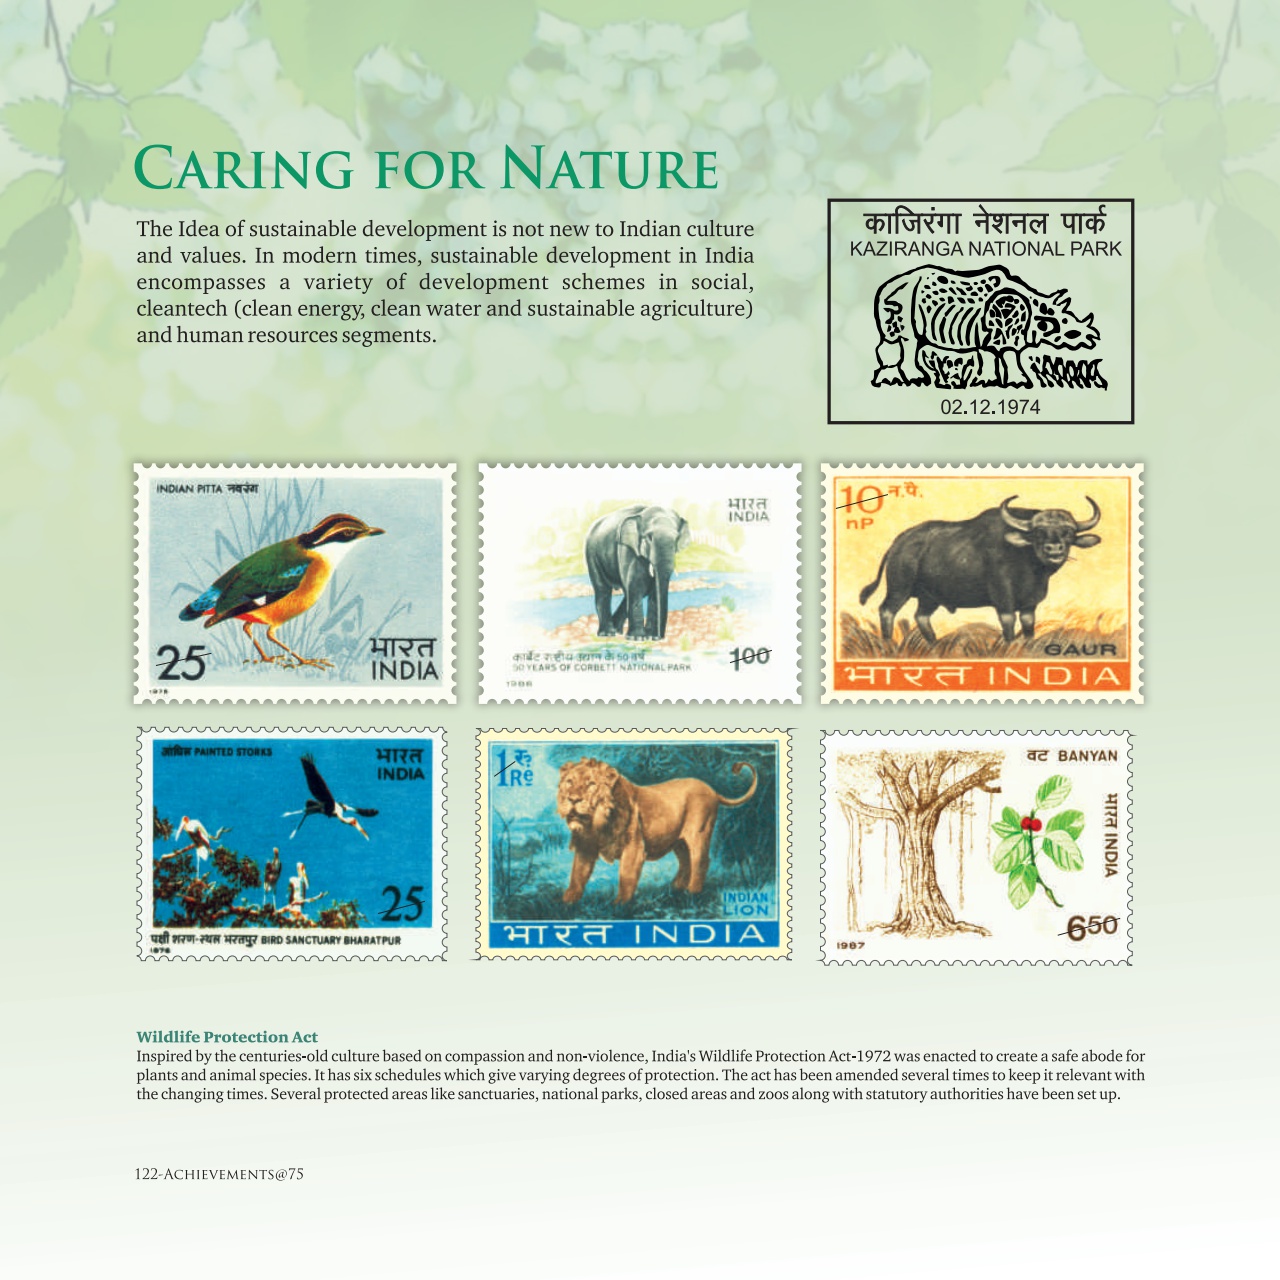 CARING FOR NATURE
The Idea of sustainable development is not new to Indian culture
and values. In modern times, sustainable development in India
encompasses a variety of development schemes in social,
cleantech (clean energy, clean water and sustainable agriculture)
and human resources segments.
काजिरंगा नेशनल पार्क
KAZIRANGA NATIONAL PARK
02.12.1974
INDIAN PITTA नवरंग
25
भारत
INDIA
1975
भारत
INDIA
कार्बेट राष्ट्रीय उद्यान के 50 वर्ष
50 YEARS OF CORBETT NATIONAL PARK
100
1986
10 न.पै.
nP
GAUR
भारत INDIA
PAINTED STORKS
भारत
INDIA
25
पक्षी शरण-स्थल भरतपुर BIRD SANCTUARY BHARATPUR
1976
1 रु
Re
INDIAN
LION
भारत INDIA
वट BANYAN
भारत INDIA
650
1987
Wildlife Protection Act
Inspired by the centuries-old culture based on compassion and non-violence, India's Wildlife Protection Act-1972 was enacted to create a safe abode for
plants and animal species. It has six schedules which give varying degrees of protection. The act has been amended several times to keep it relevant with
the changing times. Several protected areas like sanctuaries, national parks, closed areas and zoos along with statutory authorities have been set up.
122-ACHIEVEMENTS@75